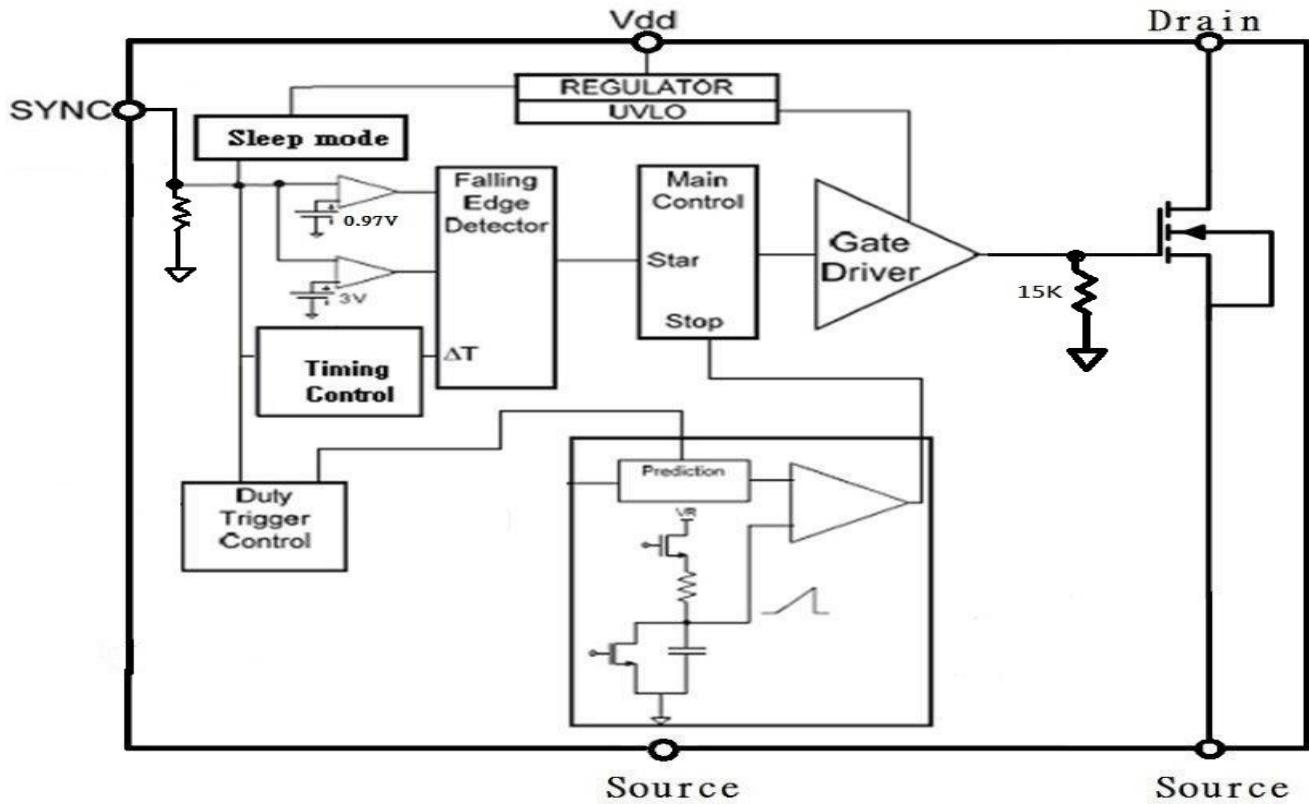 Vdd
Drain
SYNC
REGULATOR
UVLO
Sleep mode
Falling
Edge
Detector
Main
Control
0.97V
Gate
Driver
Star
3V
15K
Stop
Timing
Control
ΔT
Prediction
Duty
Trigger
Control
VR
Source
Source